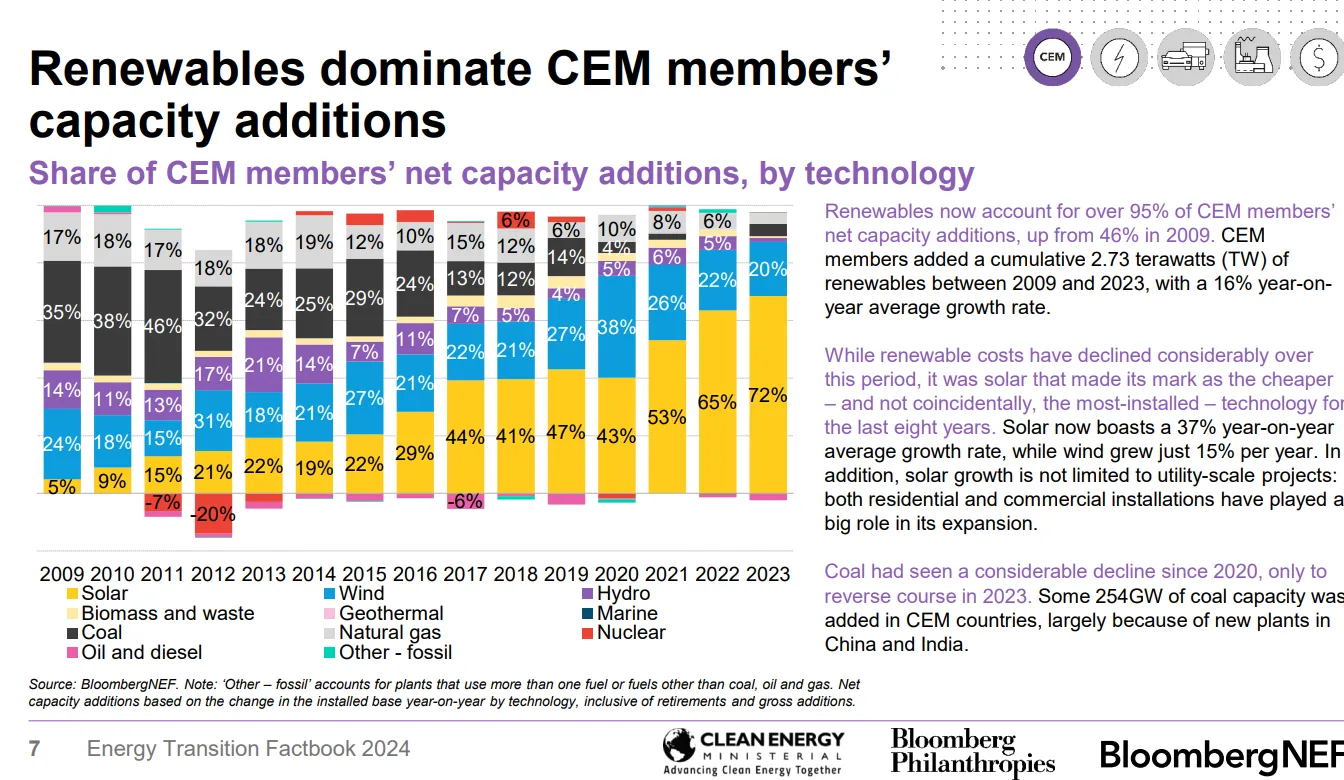 Renewables dominate CEM members’
capacity additions
CEM
$
Share of CEM members’ net capacity additions, by technology
17% 18% 17% 18% 18% 19% 12% 10% 15% 6% 12% 6% 10% 8% 6%
35% 38% 46% 32% 24% 25% 29% 24% 13% 12% 14% 4% 6% 5%
14% 11% 13% 17% 21% 14% 7% 11% 7% 5% 4% 5%
24% 18% 15% 31% 18% 21% 27% 21% 22% 21% 27% 38% 26% 22% 20%
5% 9% 15% 21% 22% 19% 22% 29% 44% 41% 47% 43% 53% 65% 72%
-7% -20% -6%
2009 2010 2011 2012 2013 2014 2015 2016 2017 2018 2019 2020 2021 2022 2023
Solar Wind Hydro
Biomass and waste Geothermal Marine
Coal Natural gas Nuclear
Oil and diesel Other - fossil
Renewables now account for over 95% of CEM members’
net capacity additions, up from 46% in 2009. CEM
members added a cumulative 2.73 terawatts (TW) of
renewables between 2009 and 2023, with a 16% year-on-
year average growth rate.
While renewable costs have declined considerably over
this period, it was solar that made its mark as the cheaper
– and not coincidentally, the most-installed – technology for
the last eight years. Solar now boasts a 37% year-on-year
average growth rate, while wind grew just 15% per year. In
addition, solar growth is not limited to utility-scale projects:
both residential and commercial installations have played a
big role in its expansion.
Coal had seen a considerable decline since 2020, only to
reverse course in 2023. Some 254GW of coal capacity was
added in CEM countries, largely because of new plants in
China and India.
Source: BloombergNEF. Note: ‘Other – fossil’ accounts for plants that use more than one fuel or fuels other than coal, oil and gas. Net
capacity additions based on the change in the installed base year-on-year by technology, inclusive of retirements and gross additions.
7 Energy Transition Factbook 2024
CLEAN ENERGY
MINISTERIAL
Advancing Clean Energy Together
Bloomberg
Philanthropies
BloombergNEF